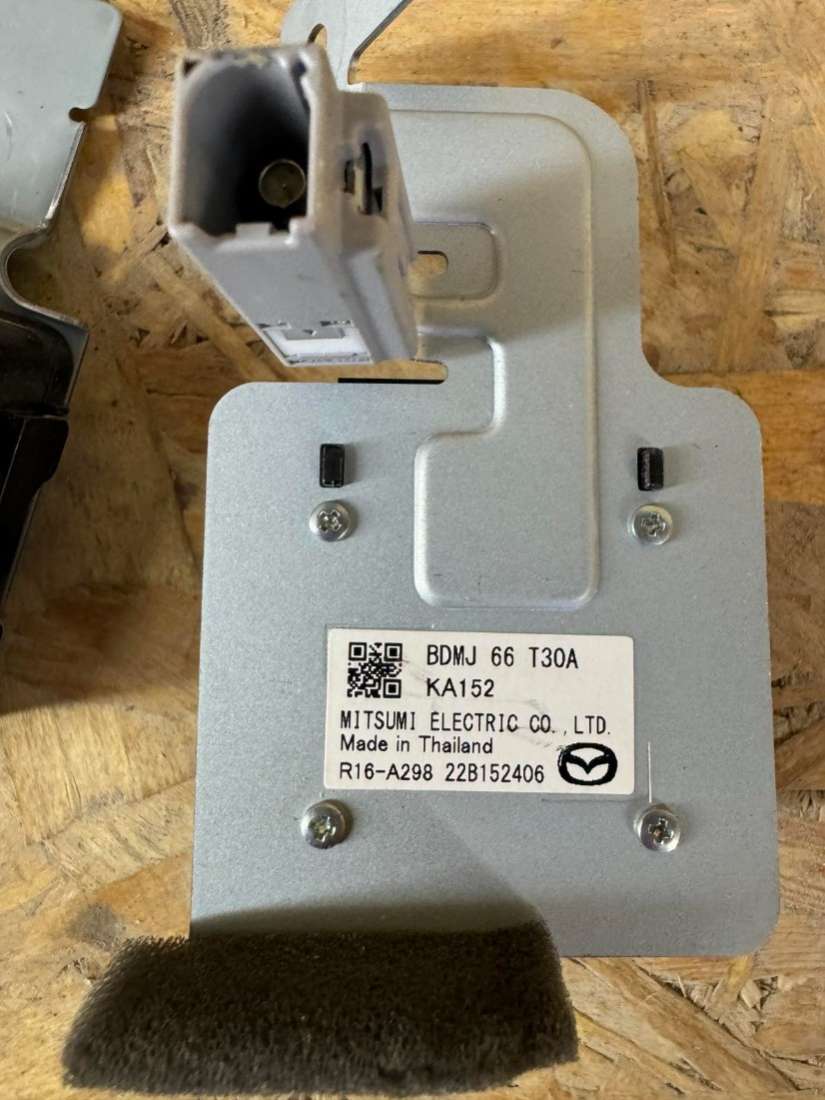 BDMJ 66 T30A
KA152
MITSUMI ELECTRIC CO.,LTD.
Made in Thailand
R16-A298 22B152406